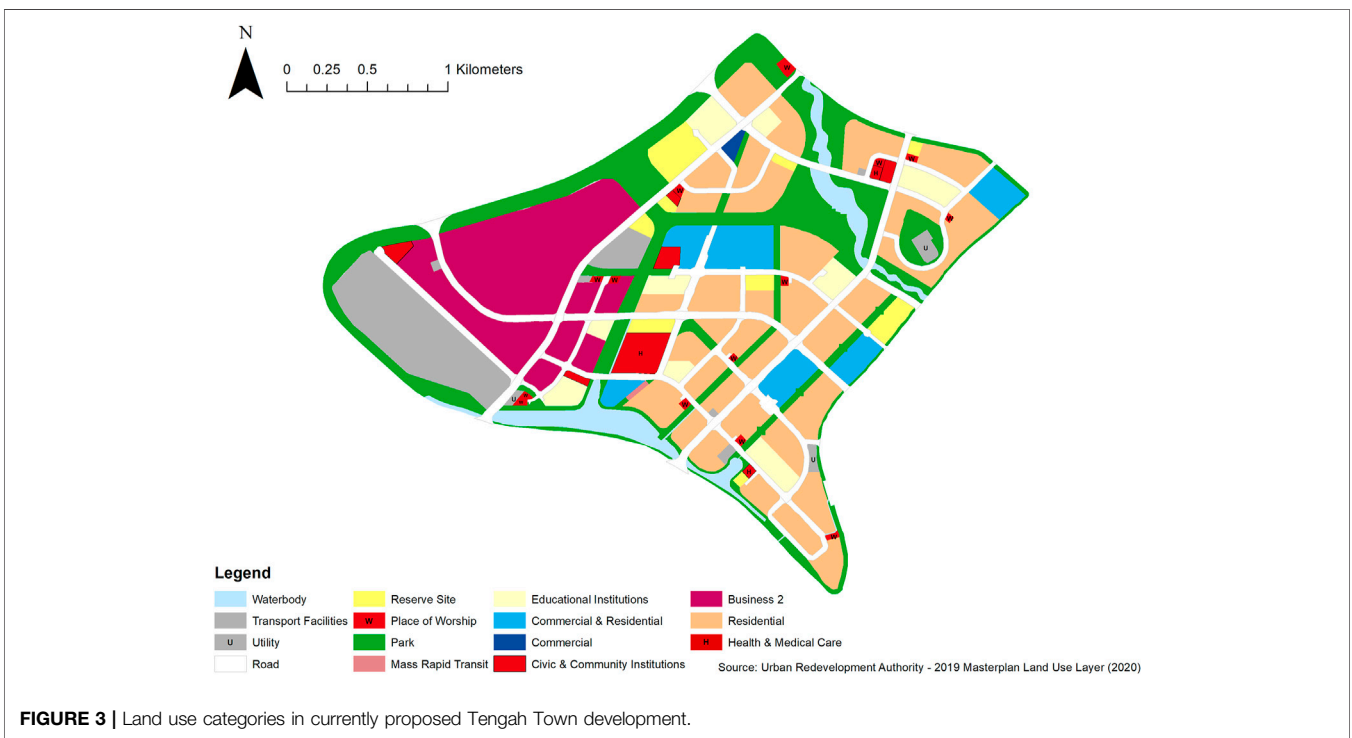 N
0 0.25 0.5 1 Kilometers
W
W
H
W
H
W
W
U
W W
W
H
W
U
W
W
W
U
H
W
Legend
Waterbody
Reserve Site
Educational Institutions
Business 2
Transport Facilities
W Place of Worship
Commercial & Residential
Residential
U Utility
Park
Commercial
H Health & Medical Care
Road
Mass Rapid Transit
Civic & Community Institutions
Source: Urban Redevelopment Authority - 2019 Masterplan Land Use Layer (2020)
FIGURE 3 | Land use categories in currently proposed Tengah Town development.